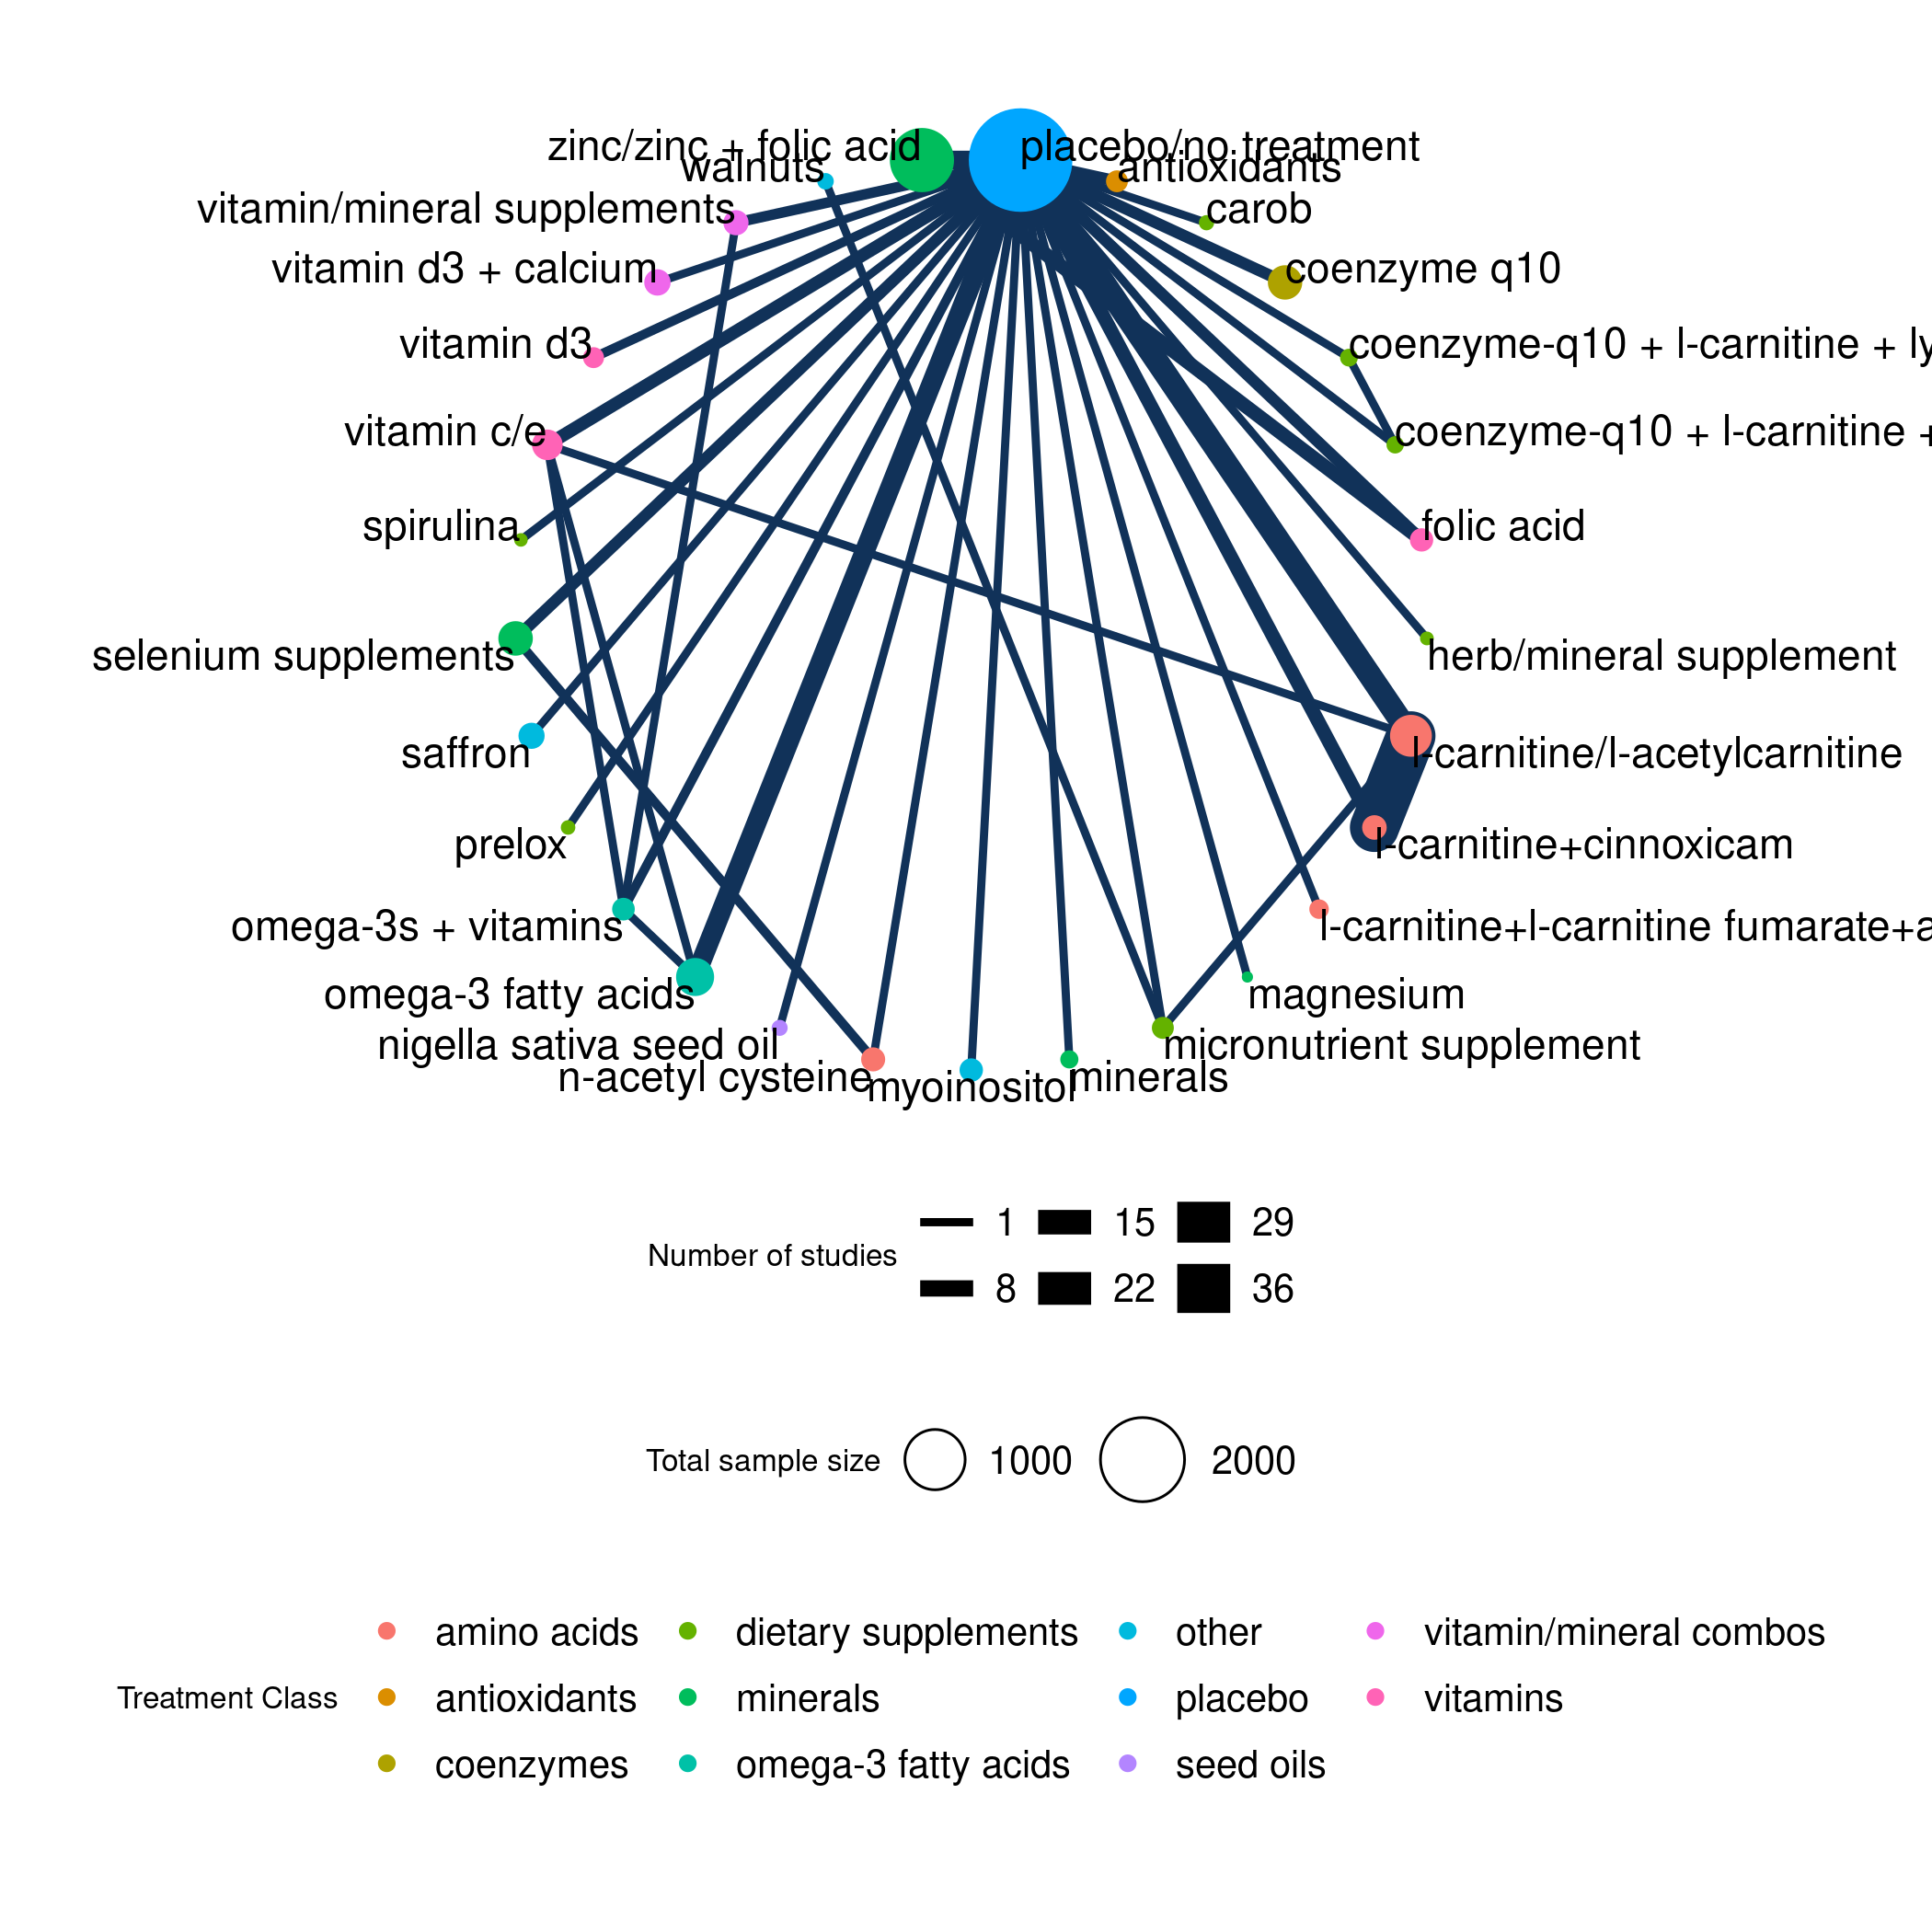 zinc/zinc + folic acid
placebo/no treatment
walnuts
antioxidants
vitamin/mineral supplements
carob
vitamin d3 + calcium
coenzyme q10
vitamin d3
coenzyme-q10 + l-carnitine + ly
vitamin c/e
coenzyme-q10 + l-carnitine +
spirulina
folic acid
selenium supplements
herb/mineral supplement
saffron
l-carnitine/l-acetylcarnitine
prelox
l-carnitine+cinnoxicam
omega-3s + vitamins
l-carnitine+l-carnitine fumarate+a
omega-3 fatty acids
magnesium
nigella sativa seed oil
micronutrient supplement
n-acetyl cysteine
myoinositol
minerals
Number of studies
1 15 29
8 22 36
Total sample size 1000 2000
Treatment Class
amino acids dietary supplements other vitamin/mineral combos
antioxidants minerals placebo vitamins
coenzymes omega-3 fatty acids seed oils